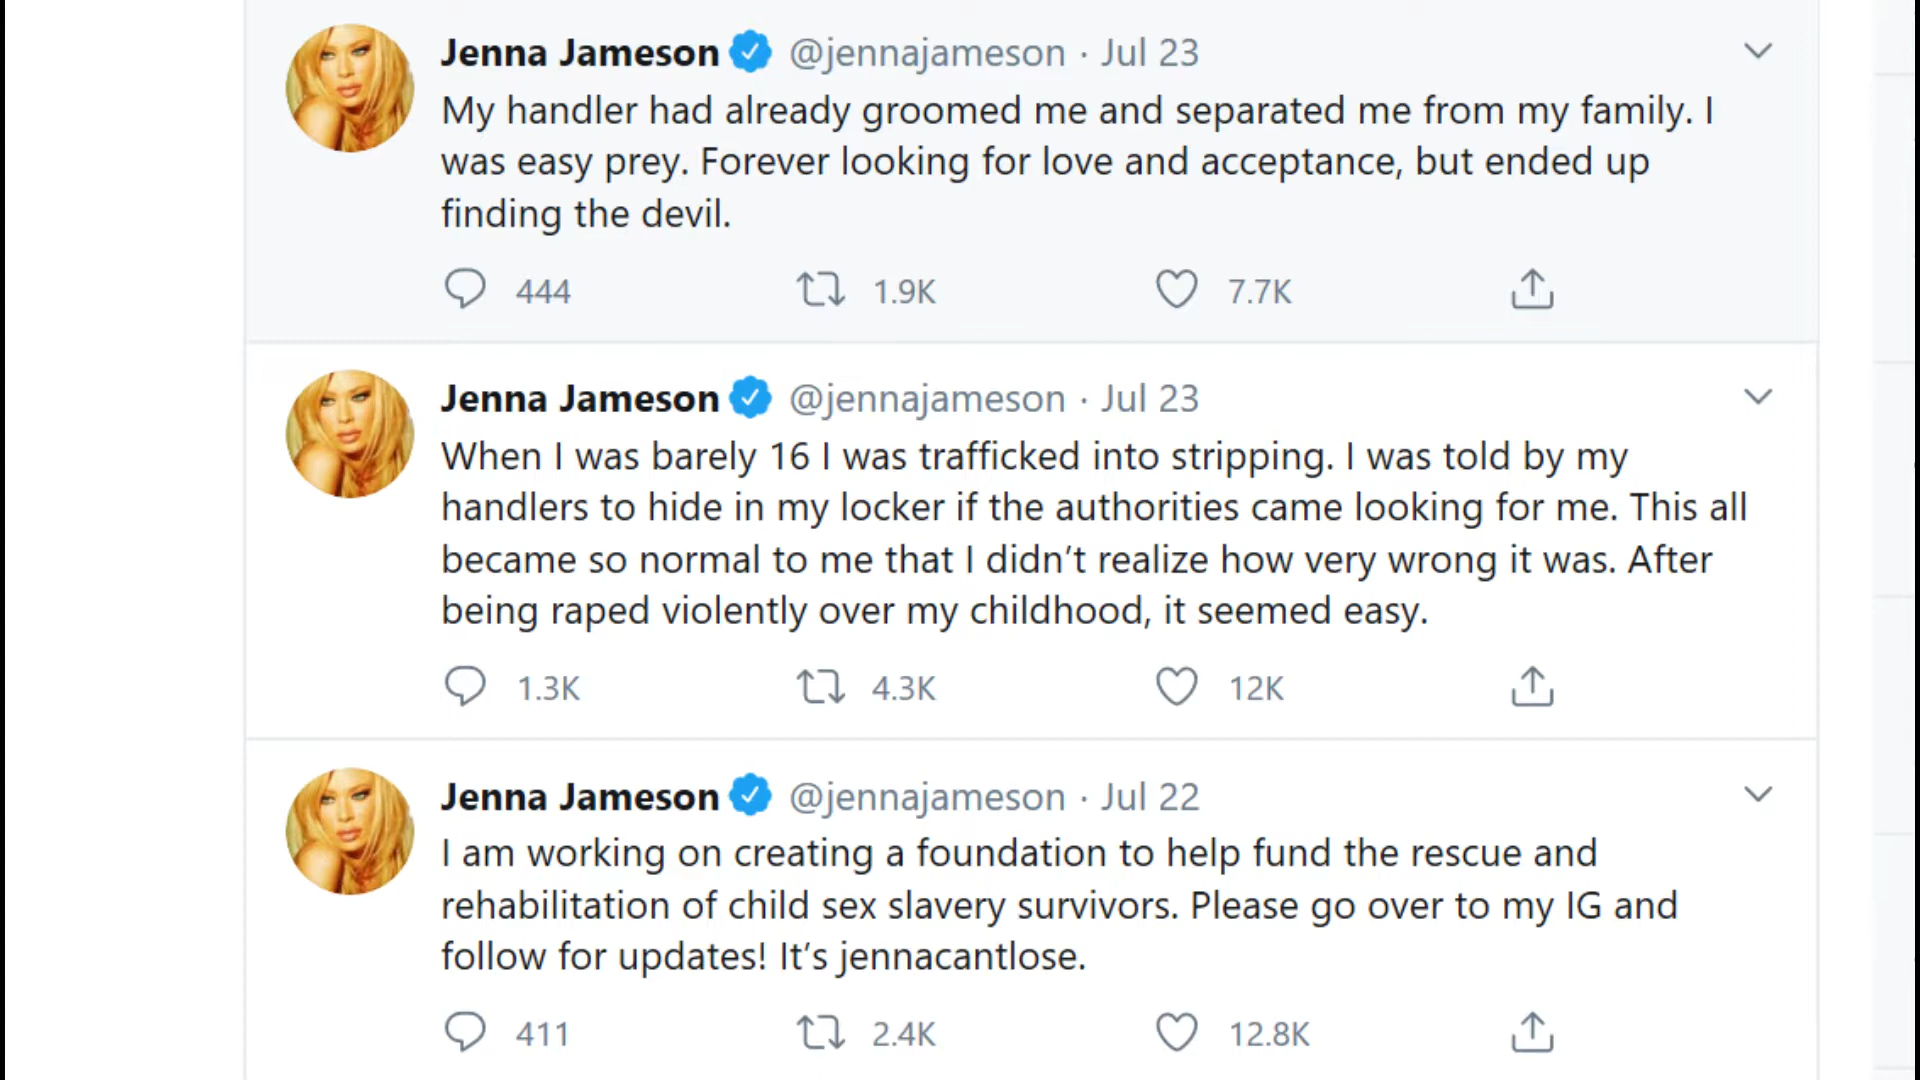 Jenna Jameson @jennajameson · Jul 23
My handler had already groomed me and separated me from my family. I
was easy prey. Forever looking for love and acceptance, but ended up
finding the devil.
444 1.9K 7.7K
Jenna Jameson @jennajameson · Jul 23
When I was barely 16 I was trafficked into stripping. I was told by my
handlers to hide in my locker if the authorities came looking for me. This all
became so normal to me that I didn’t realize how very wrong it was. After
being raped violently over my childhood, it seemed easy.
1.3K 4.3K 12K
Jenna Jameson @jennajameson · Jul 22
I am working on creating a foundation to help fund the rescue and
rehabilitation of child sex slavery survivors. Please go over to my IG and
follow for updates! It’s jennacantlose.
411 2.4K 12.8K